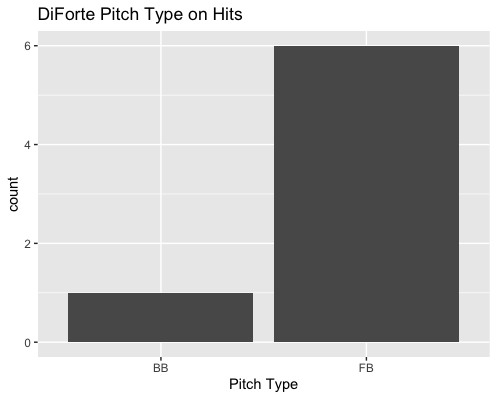 DiForte Pitch Type on Hits
6
4
2
0
count
BB FB
Pitch Type